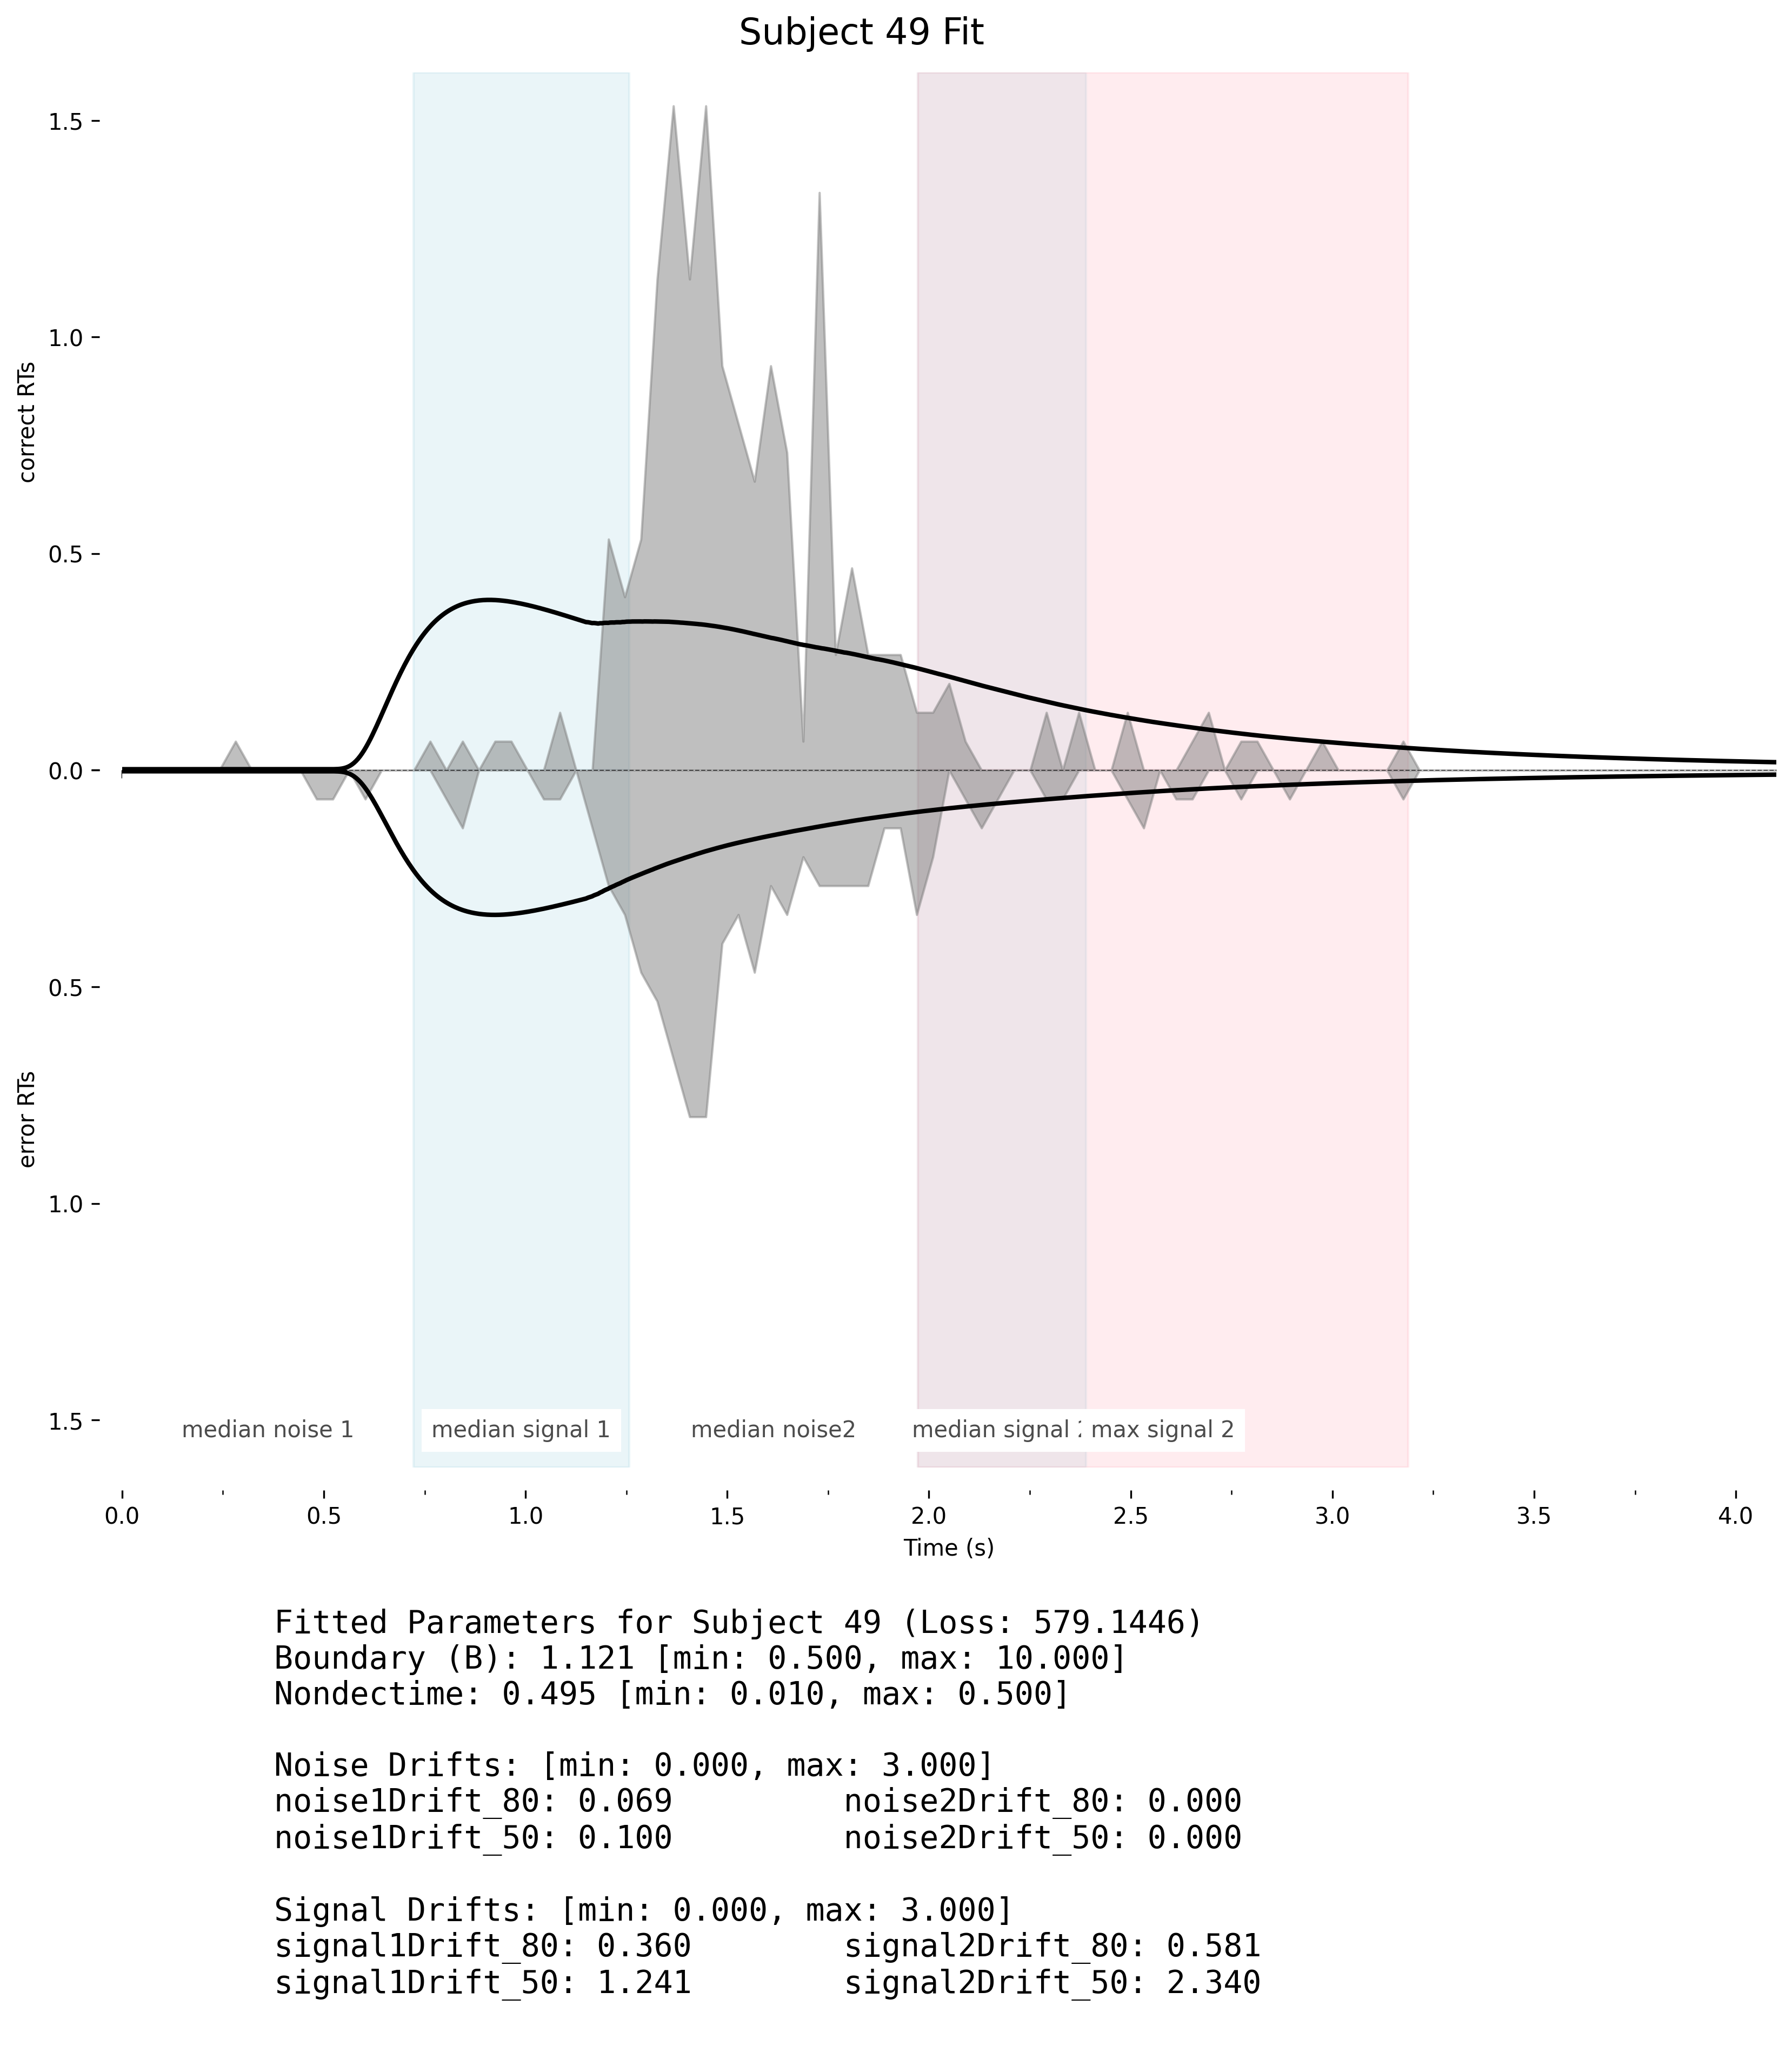 Subject 49 Fit
1.5
1.0
0.5
0.0
0.5
1.0
1.5
correct RTs
error RTs
median noise 1 median signal 1 median noise2 median signal max signal 2
0.0 0.5 1.0 1.5 2.0 2.5 3.0 3.5 4.0
Time (s)
Fitted Parameters for Subject 49 (Loss: 579.1446)
Boundary (B): 1.121 [min: 0.500, max: 10.000]
Nondectime: 0.495 [min: 0.010, max: 0.500]
Noise Drifts: [min: 0.000, max: 3.000]
noise1Drift_80: 0.069 noise2Drift_80: 0.000
noise1Drift_50: 0.100 noise2Drift_50: 0.000
Signal Drifts: [min: 0.000, max: 3.000]
signal1Drift_80: 0.360 signal2Drift_80: 0.581
signal1Drift_50: 1.241 signal2Drift_50: 2.340